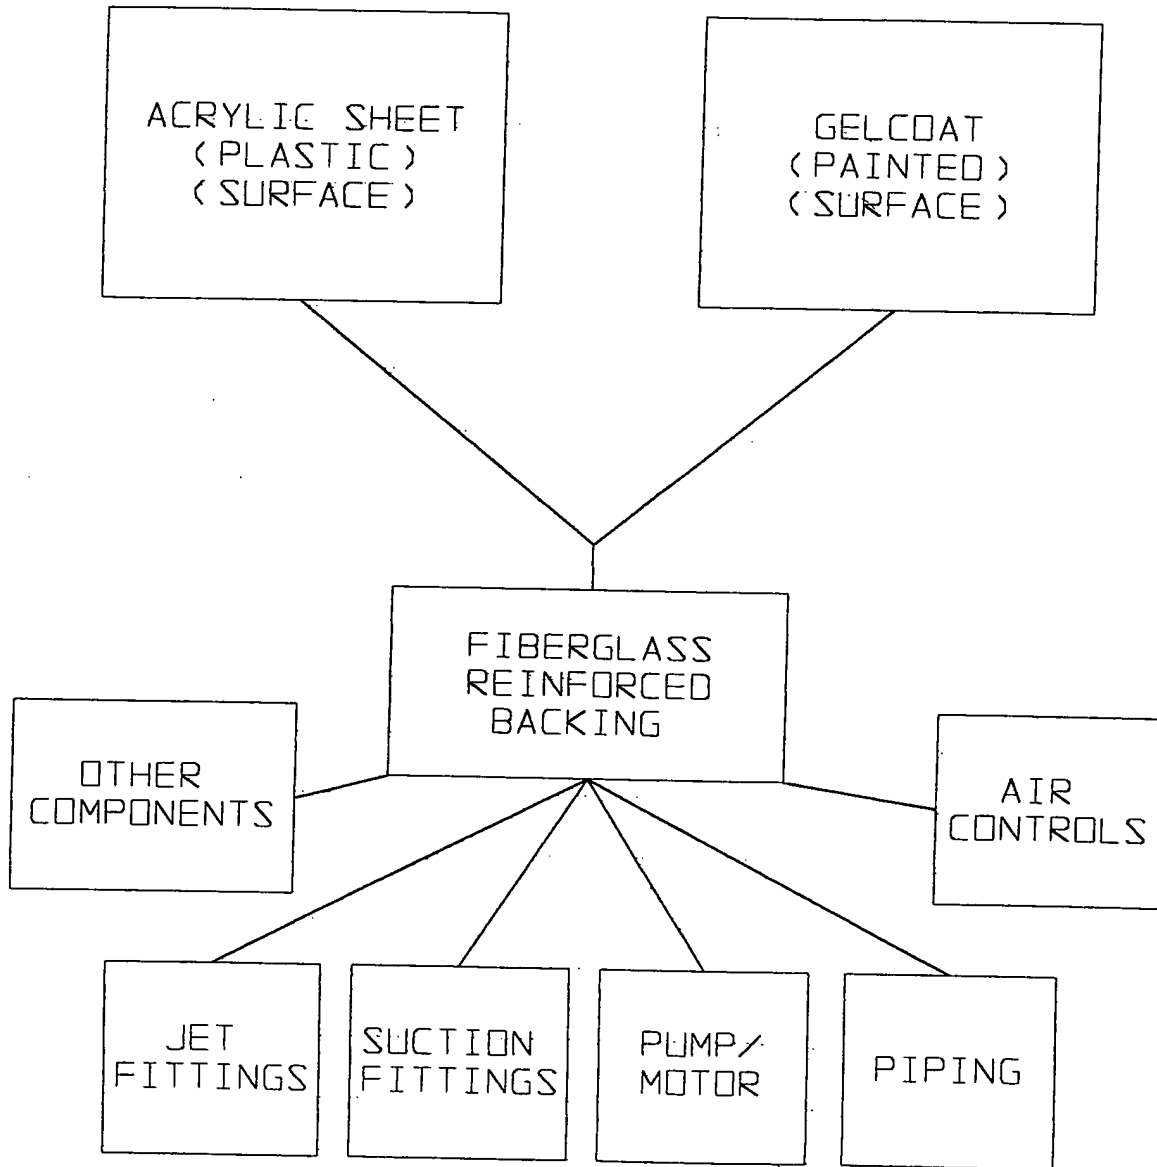 ACRYLIC SHEET
(PLASTIC)
(SURFACE)
GELCOAT
(PAINTED)
(SURFACE)
FIBERGLASS
REINFORCED
BACKING
OTHER
COMPONENTS
AIR
CONTROLS
JET
FITTINGS
SUCTION
FITTINGS
PUMP/
MOTOR
PIPING